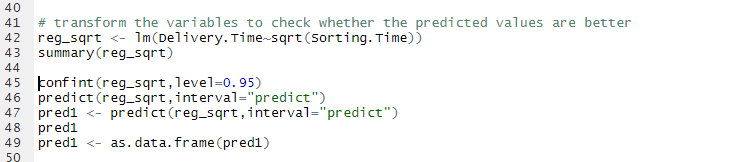 40
41 # transform the variables to check whether the predicted values are better
42 reg_sqrt <- lm(Delivery.Time~sqrt(Sorting.Time))
43 summary(reg_sqrt)
44
45 confint(reg_sqrt,level=0.95)
46 predict(reg_sqrt,interval="predict")
47 pred1 <- predict(reg_sqrt,interval="predict")
48 pred1
49 pred1 <- as.data.frame(pred1)
50